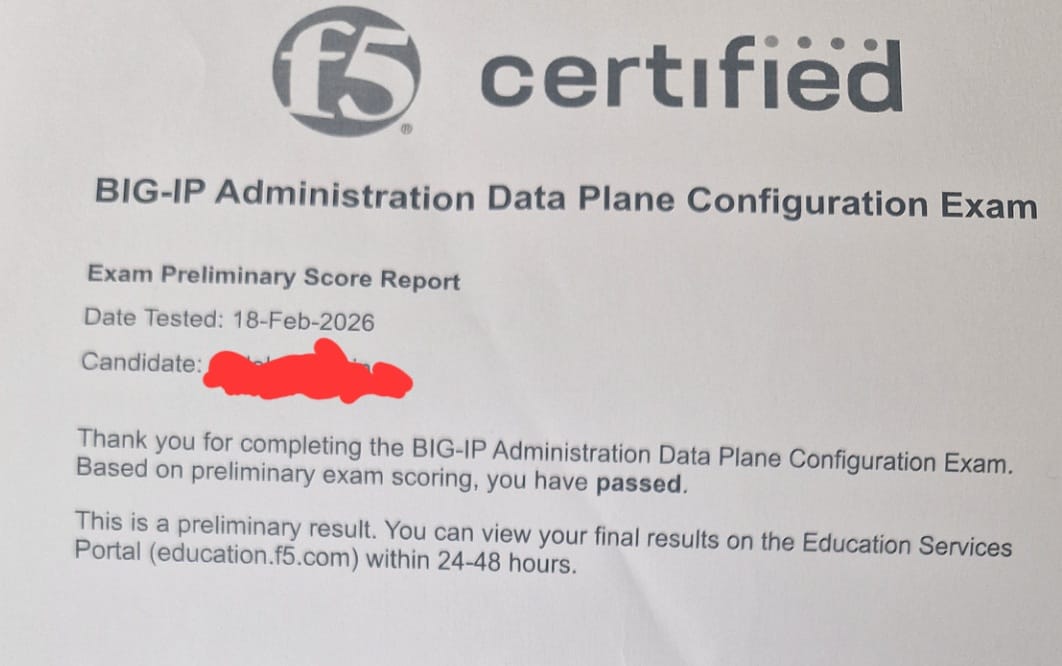 f5 certified
®
BIG-IP Administration Data Plane Configuration Exam
Exam Preliminary Score Report
Date Tested: 18-Feb-2026
Candidate:
Thank you for completing the BIG-IP Administration Data Plane Configuration Exam.
Based on preliminary exam scoring, you have passed.
This is a preliminary result. You can view your final results on the Education Services
Portal (education.f5.com) within 24-48 hours.